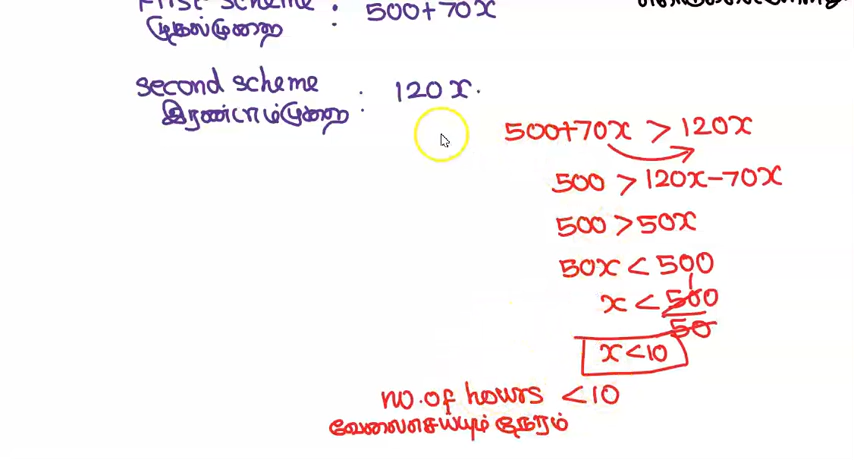 First scheme : 500+70x
முதல்முறை :
second scheme : 120x.
இரண்டாம்முறை :
500+70x > 120x
500 > 120x-70x
500 > 50x
50x < 500
x < 500
50
x < 10
no.of hours < 10
வேலைசெய்யும் நேரம்